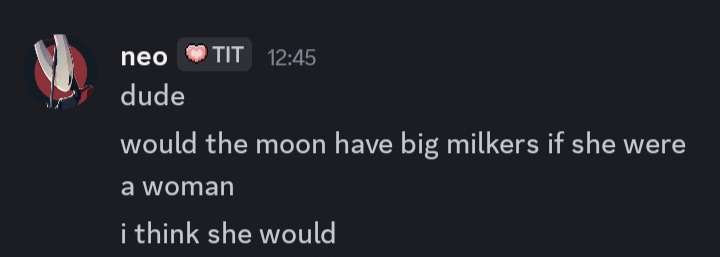 neo TIT 12:45
dude
would the moon have big milkers if she were
a woman
i think she would